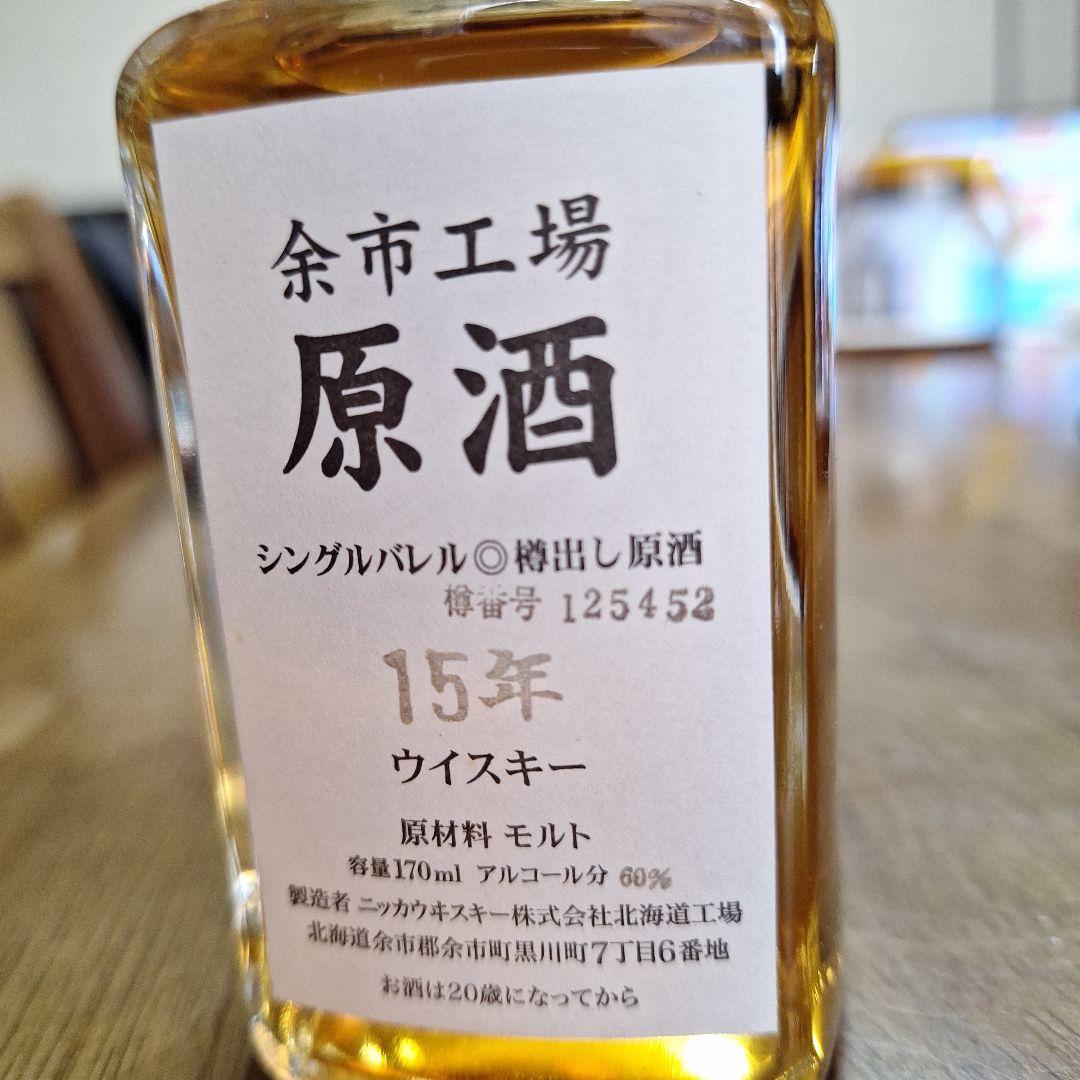 余市工場
原酒
シングルバレル◎樽出し原酒
樽番号 125452
15年
ウイスキー
原材料 モルト
容量170ml アルコール分 60%
製造者 ニッカウヰスキー株式会社北海道工場
北海道余市郡余市町黒川町7丁目6番地
お酒は20歳になってから